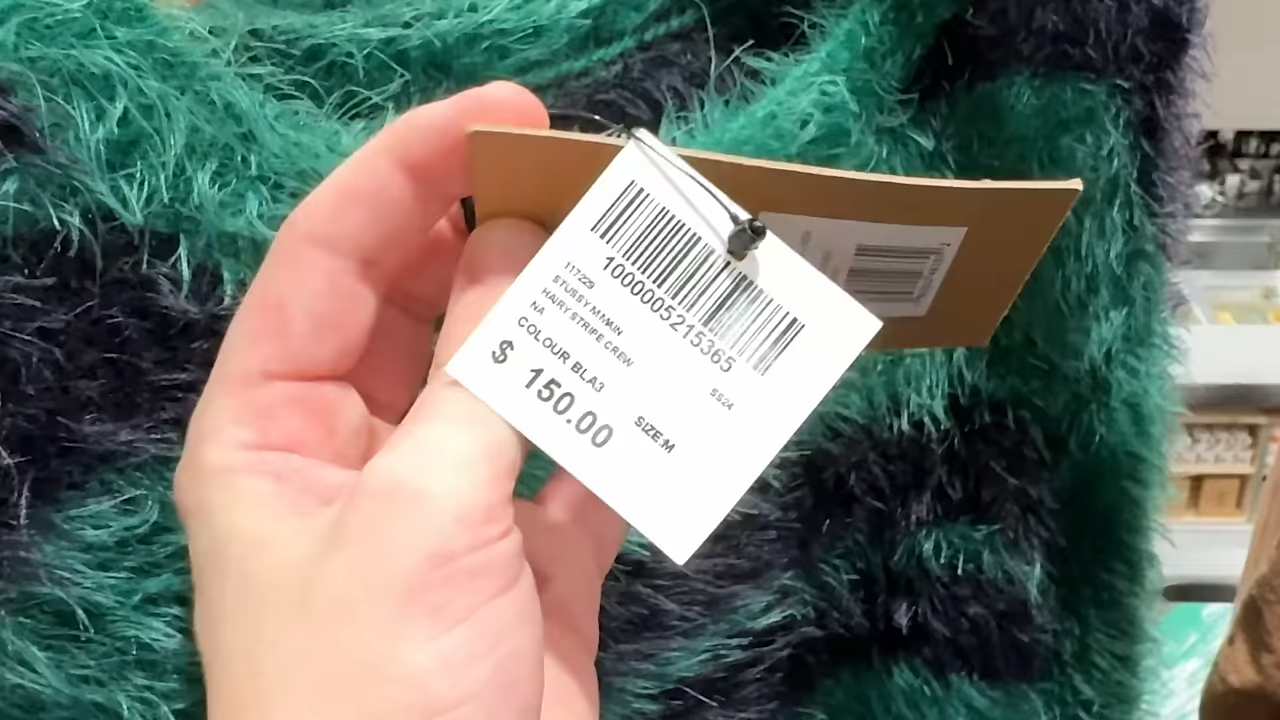 1000005215365
117229
STUSSY MMAIN
HAIRY STRIPE CREW
NA
SS24
COLOUR BLA3
SIZE:M
$ 150.00